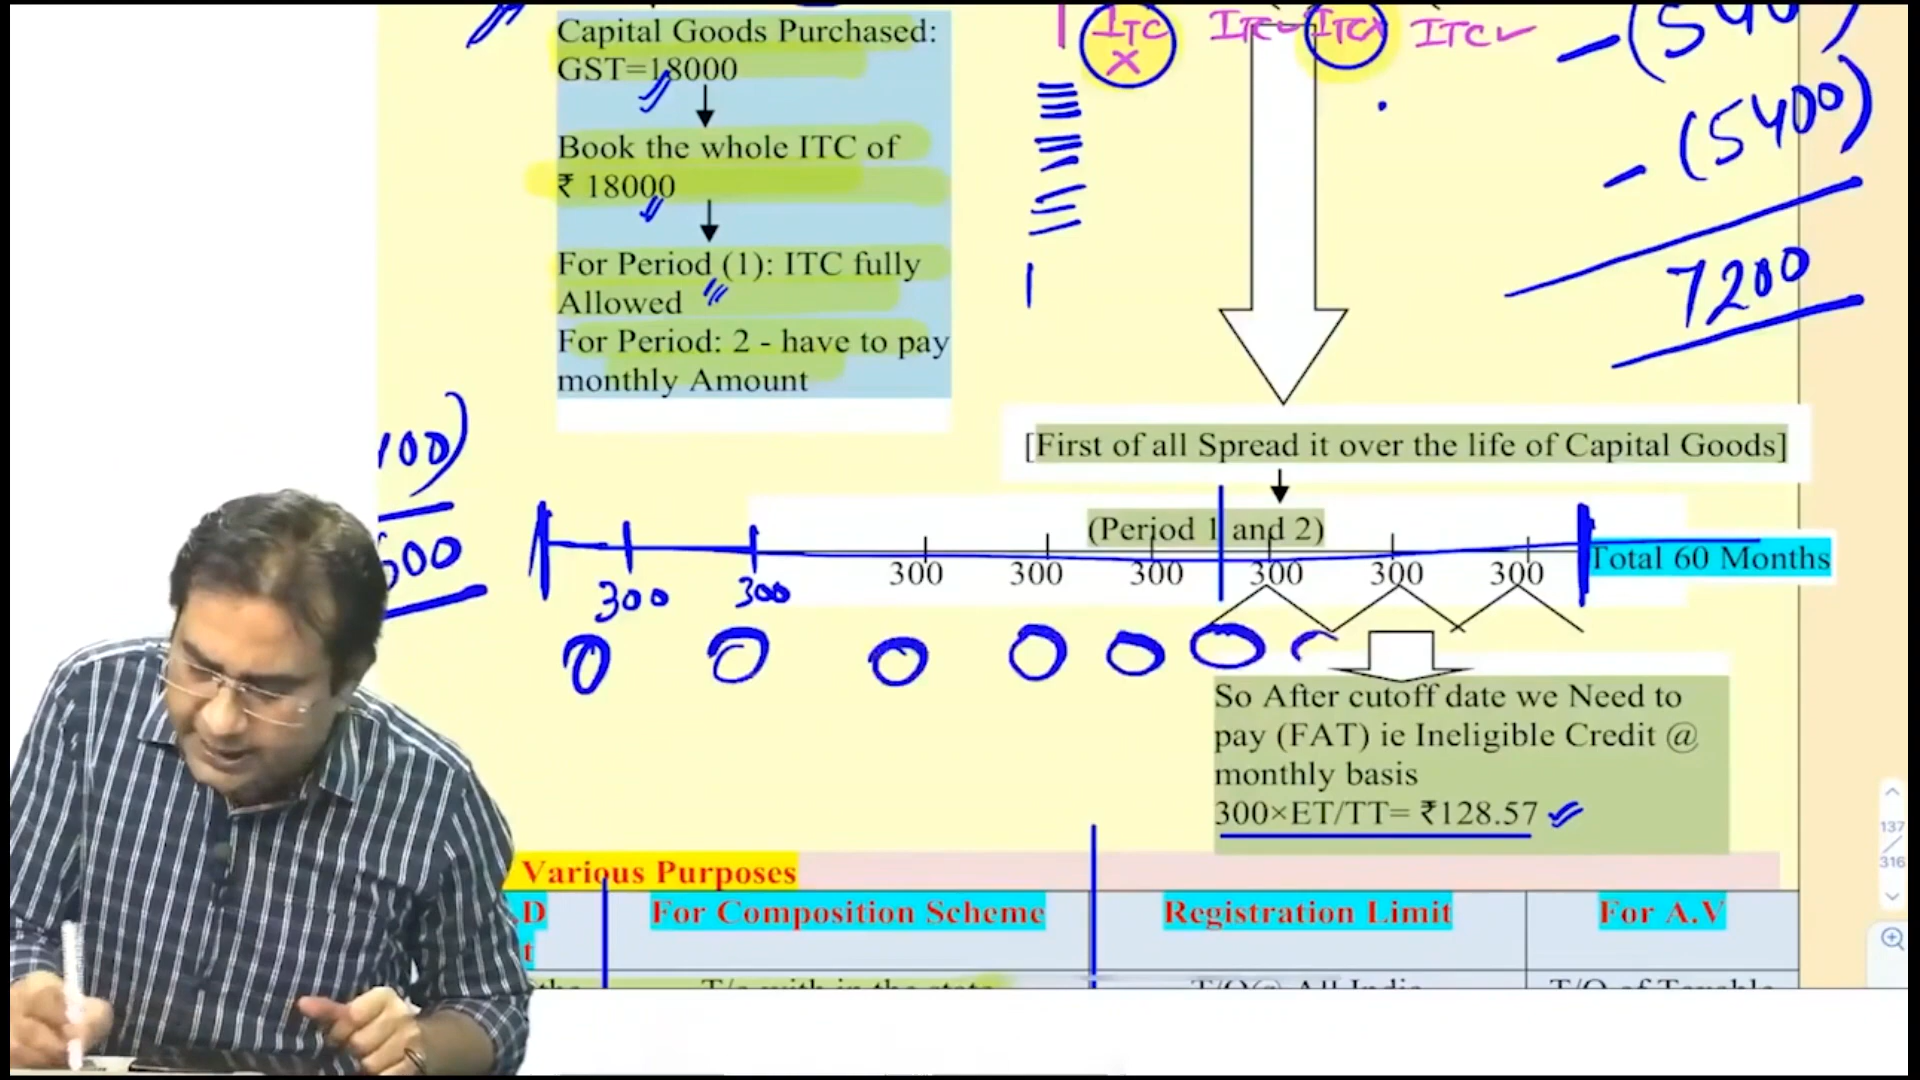 Capital Goods Purchased:
GST=18000
Book the whole ITC of
₹ 18000
For Period (1): ITC fully
Allowed
For Period: 2 - have to pay
monthly Amount
ITC
X
ITC✓
ITCX
ITC✓
-(540
-(5400)
7200
[First of all Spread it over the life of Capital Goods]
(Period 1 and 2)
300 300 300 300 300 300 300 300
Total 60 Months
0 0 0 0 0 0
So After cutoff date we Need to
pay (FAT) ie Ineligible Credit @
monthly basis
300×ET/TT= ₹128.57
Various Purposes
For Composition Scheme
Registration Limit
For A.V
137
/
316